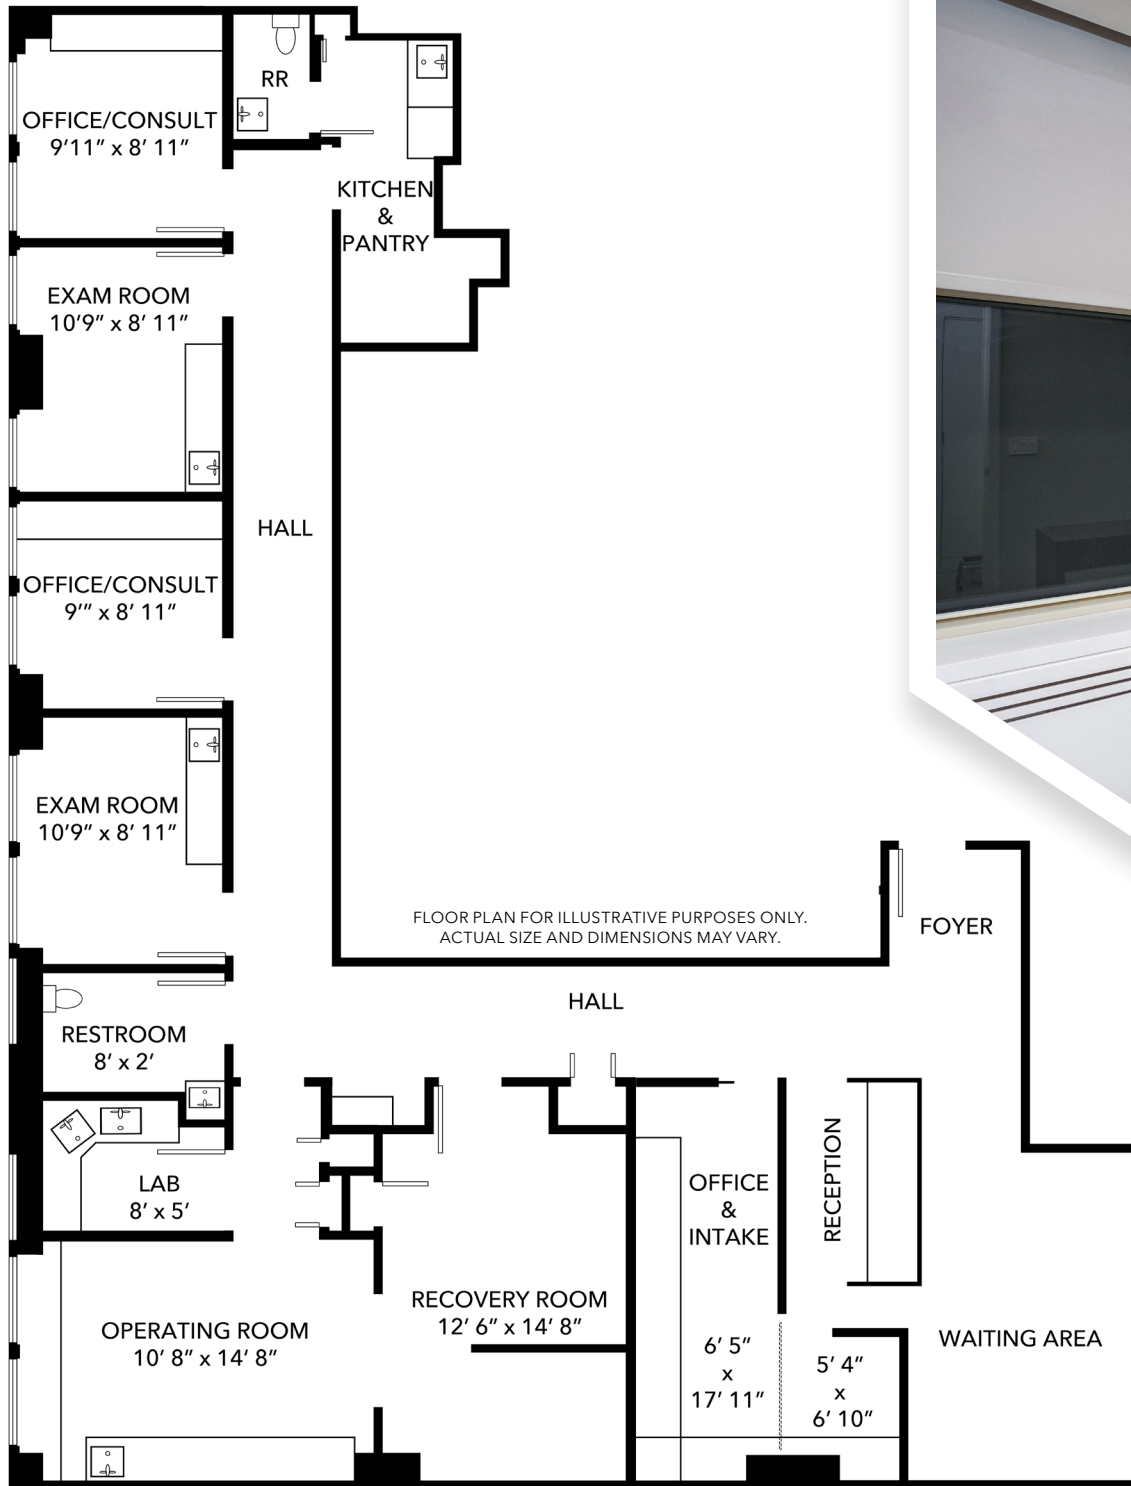 RR
OFFICE/CONSULT
9’11” x 8’ 11”
KITCHEN
&
PANTRY
EXAM ROOM
10’9” x 8’ 11”
HALL
OFFICE/CONSULT
9’” x 8’ 11”
EXAM ROOM
10’9” x 8’ 11”
FLOOR PLAN FOR ILLUSTRATIVE PURPOSES ONLY.
ACTUAL SIZE AND DIMENSIONS MAY VARY.
FOYER
HALL
RESTROOM
8’ x 2’
LAB
8’ x 5’
OFFICE
&
INTAKE
RECEPTION
RECOVERY ROOM
12’ 6” x 14’ 8”
OPERATING ROOM
10’ 8” x 14’ 8”
WAITING AREA
6’ 5”
x
17’ 11”
5’ 4”
x
6’ 10”